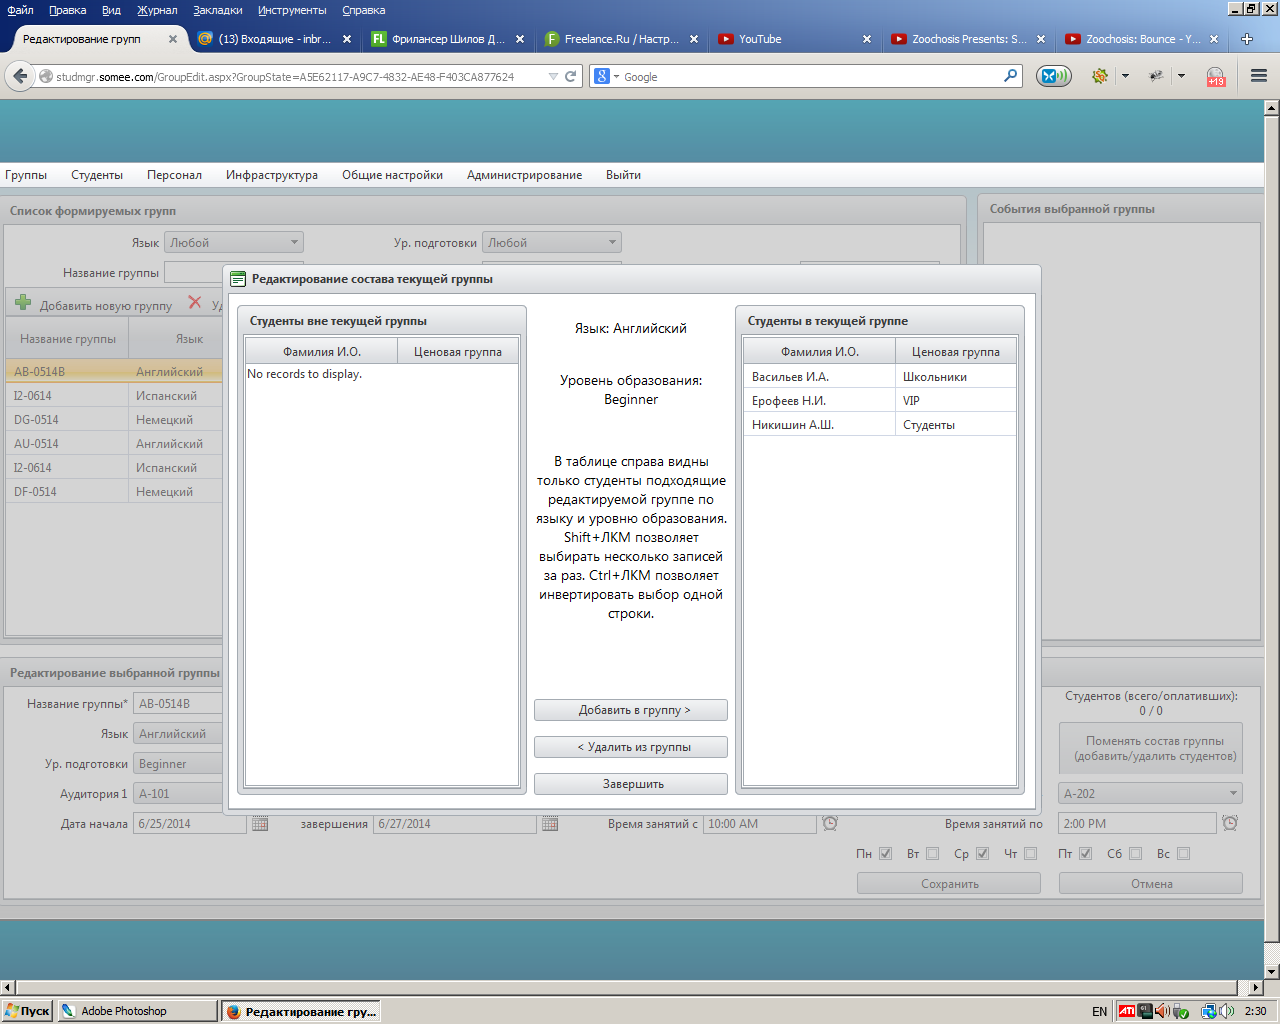 Файл Правка Вид Журнал Закладки Инструменты Справка
Редактирование групп
(13) Входящие - inbr...
FL Фрилансер Шилов Д...
F Freelance.Ru / Настр...
YouTube
Zoochosis Presents: S...
Zoochosis: Bounce - Y...
studmgr.somee.com/GroupEdit.aspx?GroupState=A5E62117-A9C7-4832-AE48-F403CA877624
8 Google
+19
Группы Студенты Персонал Инфраструктура Общие настройки Администрирование Выйти
Список формируемых групп
События выбранной группы
Язык Любой Ур. подготовки Любой
Название группы
Добавить новую группу
Название группы Язык
AB-0514B Английский
I2-0614 Испанский
DG-0514 Немецкий
AU-0514 Английский
I2-0614 Испанский
DF-0514 Немецкий
Редактирование состава текущей группы
Студенты вне текущей группы
Фамилия И.О. Ценовая группа
No records to display.
Язык: Английский
Уровень образования:
Beginner
В таблице справа видны
только студенты подходящие
редактируемой группе по
языку и уровню образования.
Shift+ЛКМ позволяет
выбирать несколько записей
за раз. Ctrl+ЛКМ позволяет
инвертировать выбор одной
строки.
Добавить в группу >
< Удалить из группы
Завершить
Студенты в текущей группе
Фамилия И.О. Ценовая группа
Васильев И.А. Школьники
Ерофеев Н.И. VIP
Никишин А.Ш. Студенты
Редактирование выбранной группы
Название группы* AB-0514B
Язык Английский
Ур. подготовки Beginner
Аудитория 1 A-101
Дата начала 6/25/2014 завершения 6/27/2014 Время занятий с 10:00 AM Время занятий по 2:00 PM
Студентов (всего/оплативших):
0 / 0
Поменять состав группы
(добавить/удалить студентов)
A-202
Пн Вт Ср Чт Пт Сб Вс
Сохранить Отмена
Пуск Adobe Photoshop Редактирование гру... EN ATI 2:30